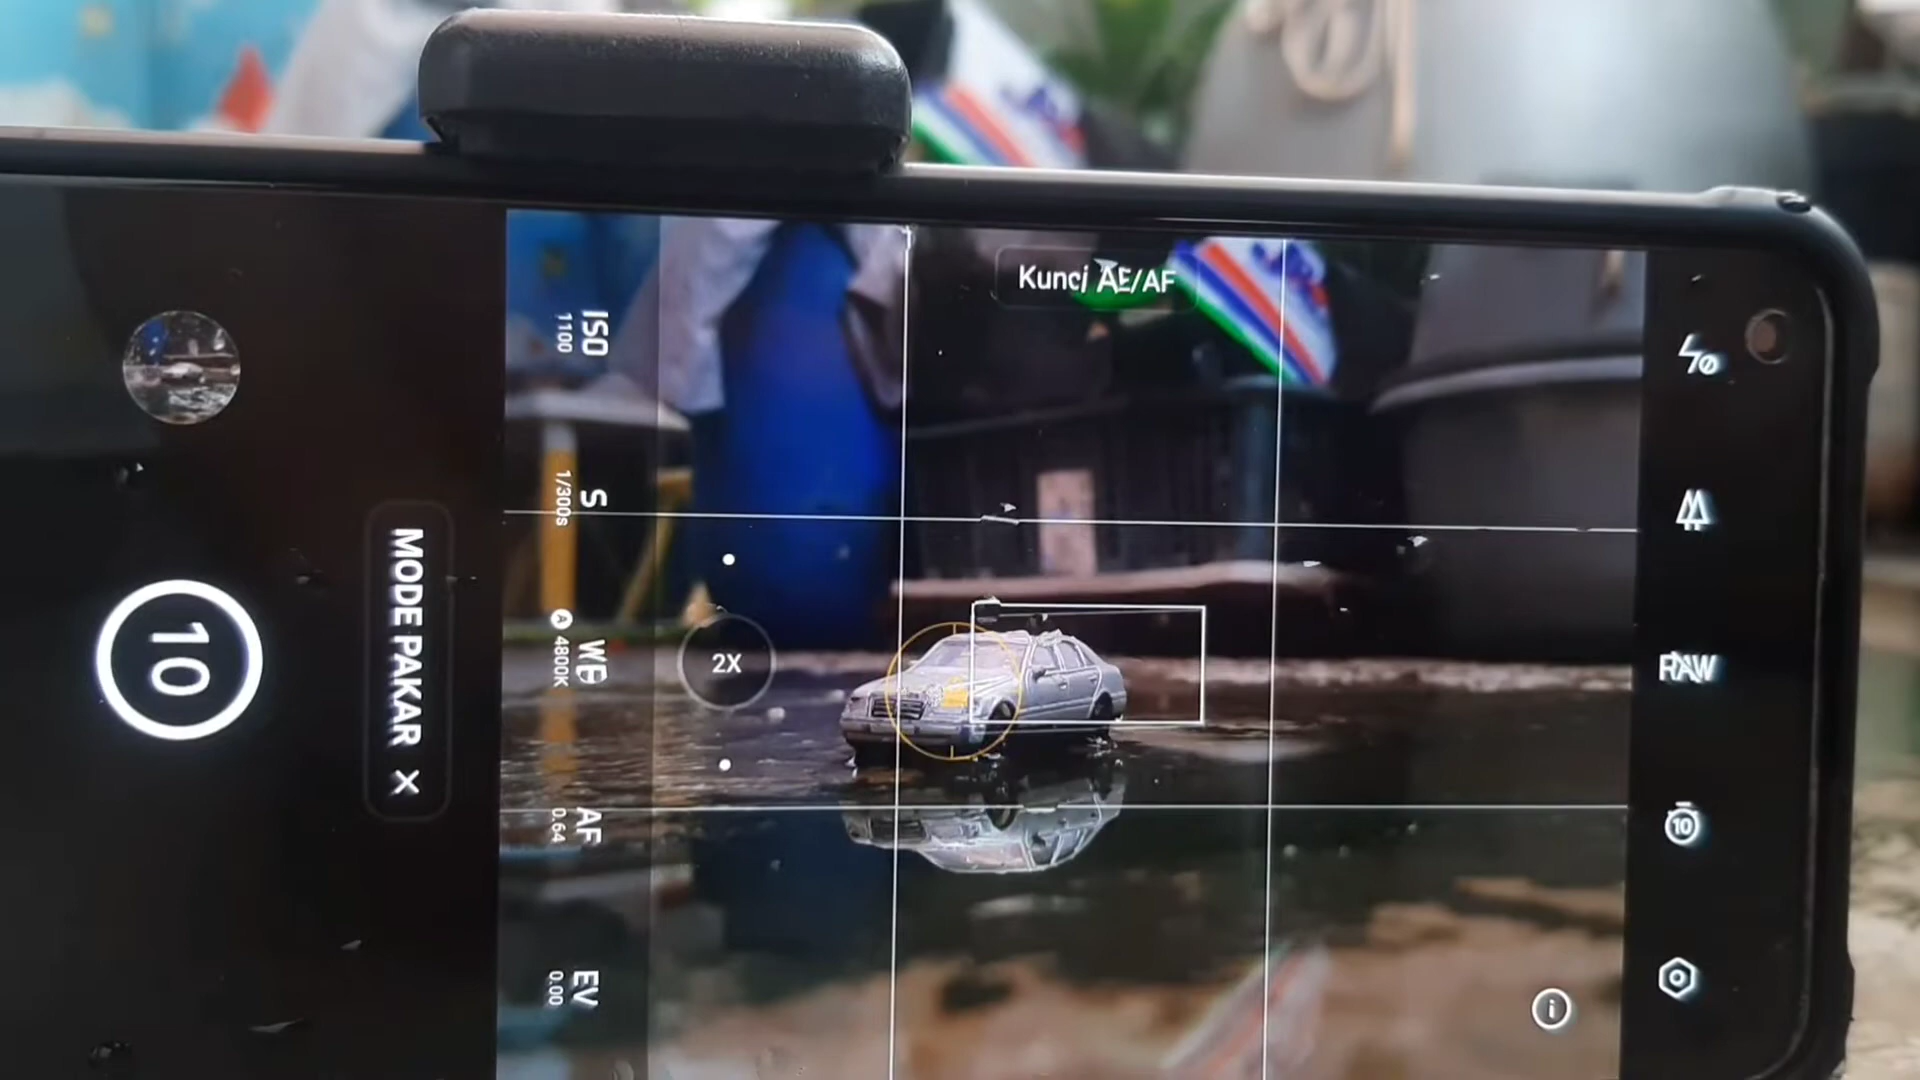 Kunci AE/AF
ISO
1100
S
1/300s
WB
A 4800K
AF
0.64
EV
0.00
2X
MODE PAKAR ×
10
RAW
10
i